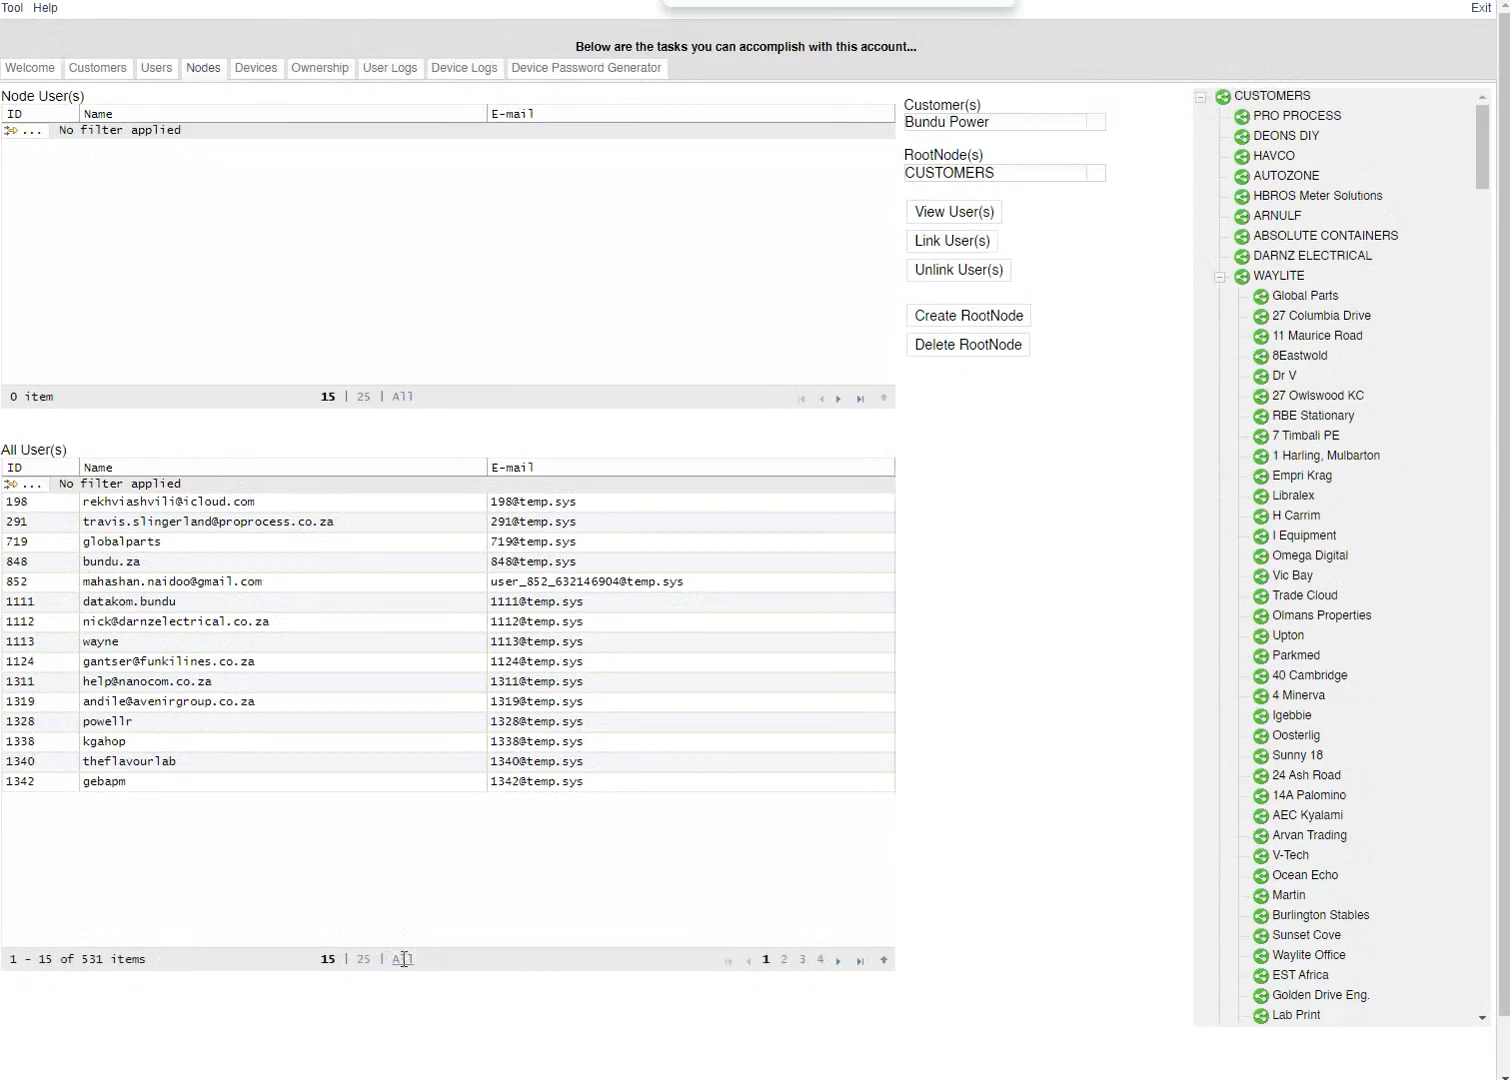 Tool Help Exit
Below are the tasks you can accomplish with this account...
Welcome Customers Users Nodes Devices Ownership User Logs Device Logs Device Password Generator
Node User(s)
ID Name E-mail
... No filter applied
0 item 15 | 25 | All
All User(s)
ID Name E-mail
... No filter applied
198 rekhviashvili@icloud.com 198@temp.sys
291 travis.slingerland@proprocess.co.za 291@temp.sys
719 globalparts 719@temp.sys
848 bundu.za 848@temp.sys
852 mahashan.naidoo@gmail.com user_852_632146904@temp.sys
1111 datakom.bundu 1111@temp.sys
1112 nick@darnzelectrical.co.za 1112@temp.sys
1113 wayne 1113@temp.sys
1124 gantser@funkilines.co.za 1124@temp.sys
1311 help@nanocom.co.za 1311@temp.sys
1319 andile@avenirgroup.co.za 1319@temp.sys
1328 powellr 1328@temp.sys
1338 kgahop 1338@temp.sys
1340 theflavourlab 1340@temp.sys
1342 gebapm 1342@temp.sys
1 - 15 of 531 items 15 | 25 | All 1 2 3 4
Customer(s)
Bundu Power
RootNode(s)
CUSTOMERS
View User(s)
Link User(s)
Unlink User(s)
Create RootNode
Delete RootNode
CUSTOMERS
PRO PROCESS
DEONS DIY
HAVCO
AUTOZONE
HBROS Meter Solutions
ARNULF
ABSOLUTE CONTAINERS
DARNZ ELECTRICAL
WAYLITE
Global Parts
27 Columbia Drive
11 Maurice Road
8Eastwold
Dr V
27 Owlswood KC
RBE Stationary
7 Timbali PE
1 Harling, Mulbarton
Empri Krag
Libralex
H Carrim
I Equipment
Omega Digital
Vic Bay
Trade Cloud
Olmans Properties
Upton
Parkmed
40 Cambridge
4 Minerva
Igebbie
Oosterlig
Sunny 18
24 Ash Road
14A Palomino
AEC Kyalami
Arvan Trading
V-Tech
Ocean Echo
Martin
Burlington Stables
Sunset Cove
Waylite Office
EST Africa
Golden Drive Eng.
Lab Print